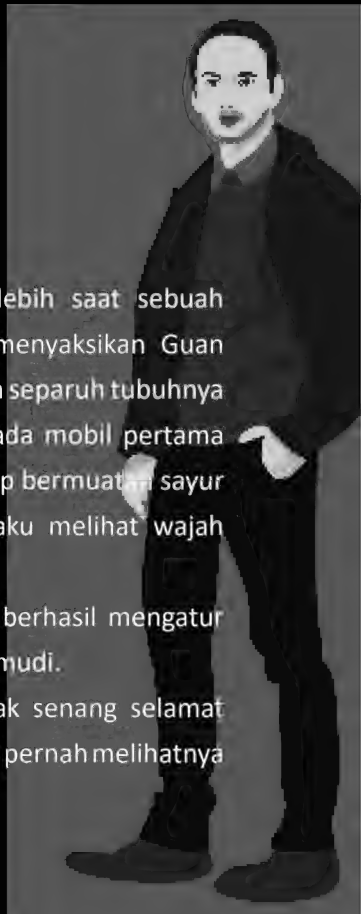 lebih saat sebuah
menyaksikan Guan
separuh tubuhnya
ada mobil pertama
p bermuatan sayur
aku melihat wajah
berhasil mengatur
mudi.
ak senang selamat
pernah melihatnya